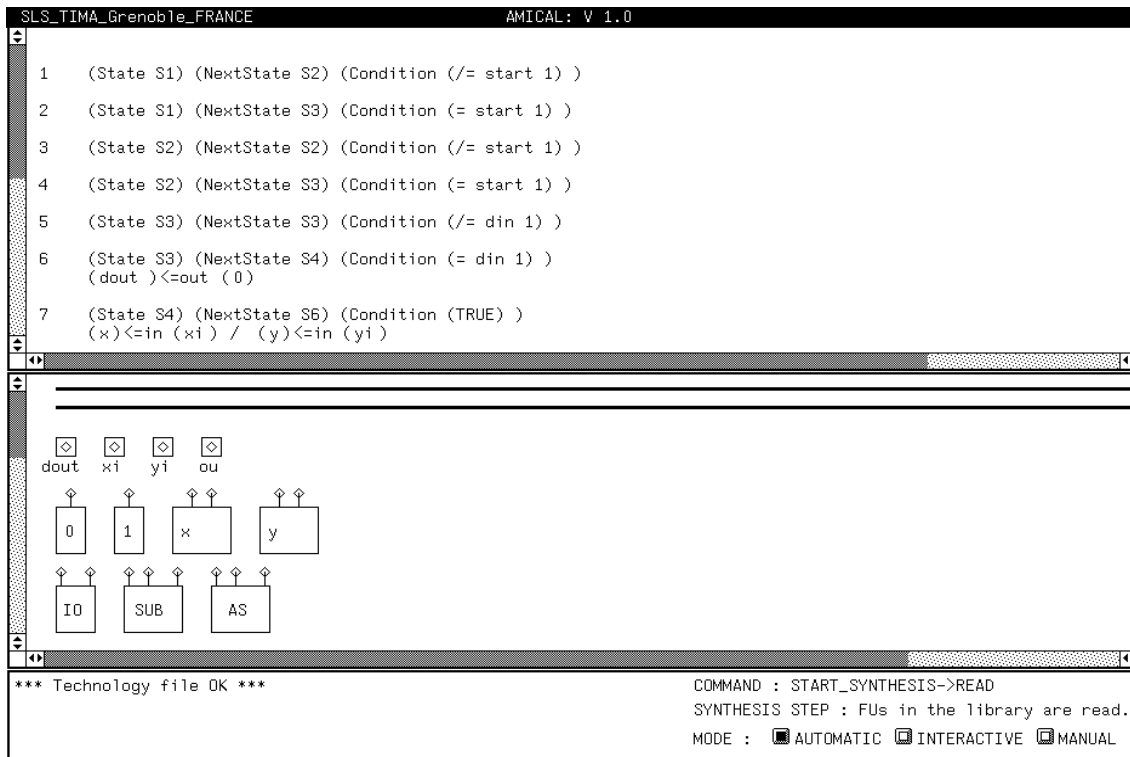 SLS_TIMA_Grenoble_FRANCE AMICAL: V 1.0
1 (State S1) (NextState S2) (Condition (/= start 1) )
2 (State S1) (NextState S3) (Condition (= start 1) )
3 (State S2) (NextState S2) (Condition (/= start 1) )
4 (State S2) (NextState S3) (Condition (= start 1) )
5 (State S3) (NextState S3) (Condition (/= din 1) )
6 (State S3) (NextState S4) (Condition (= din 1) )
(dout )<=out (0)
7 (State S4) (NextState S6) (Condition (TRUE) )
(x)<=in (xi) / (y)<=in (yi)
dout xi yi ou
0 1 x y
IO SUB AS
*** Technology file OK *** COMMAND : START_SYNTHESIS->READ
SYNTHESIS STEP : FUs in the library are read.
MODE : AUTOMATIC INTERACTIVE MANUAL